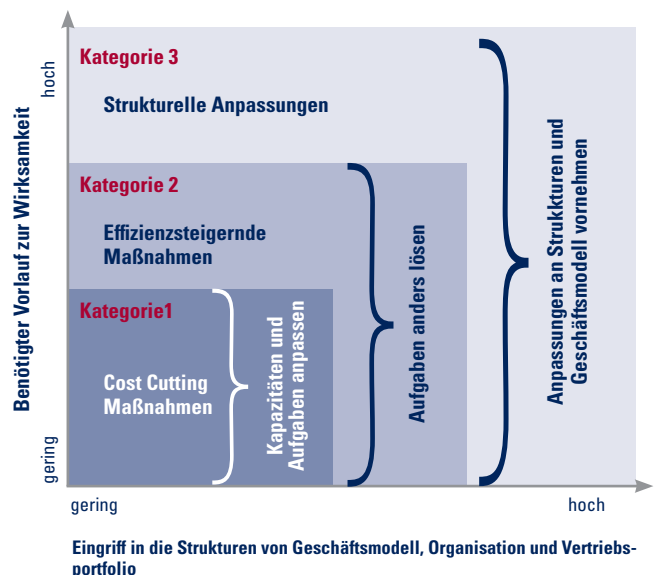 Kategorie 3
Strukturelle Anpassungen
Kategorie 2
Effizienzsteigernde
Maßnahmen
Kategorie1
Cost Cutting
Maßnahmen
Kapazitäten und
Aufgaben anpassen
Aufgaben anders lösen
Anpassungen an Strukkturen und
Geschäftsmodell vornehmen
Benötigter Vorlauf zur Wirksamkeit
hoch
gering
gering
hoch
Eingriff in die Strukturen von Geschäftsmodell, Organisation und Vertriebs-
portfolio